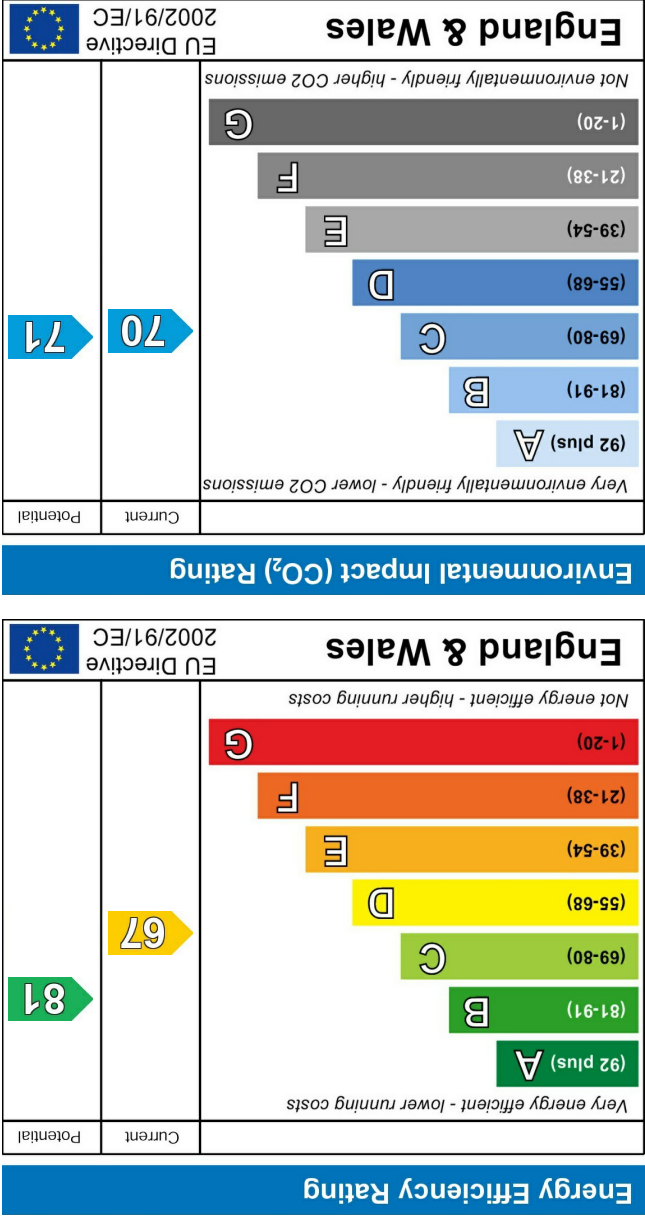 Energy Efficiency Rating
Current Potential
Very energy efficient - lower running costs
(92 plus) A
(81-91) B
(69-80) C
(55-68) D
(39-54) E
(21-38) F
(1-20) G
67
81
Not energy efficient - higher running costs
England & Wales
EU Directive
2002/91/EC
Environmental Impact (CO₂) Rating
Current Potential
Very environmentally friendly - lower CO2 emissions
(92 plus) A
(81-91) B
(69-80) C
(55-68) D
(39-54) E
(21-38) F
(1-20) G
70
71
Not environmentally friendly - higher CO2 emissions
England & Wales
EU Directive
2002/91/EC